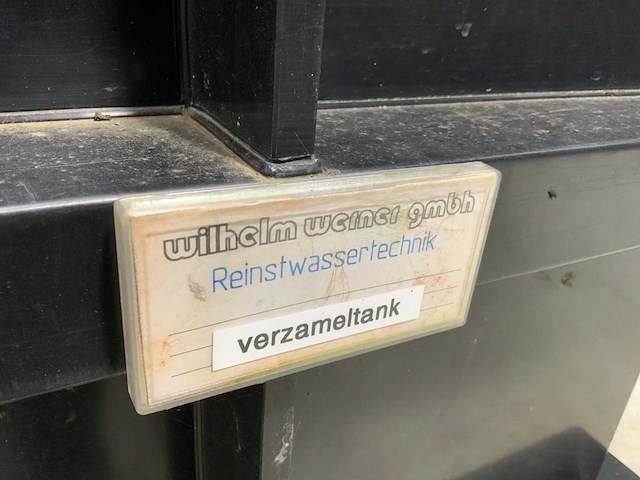 wilhelm werner gmbh
Reinstwassertechnik
verzameltank